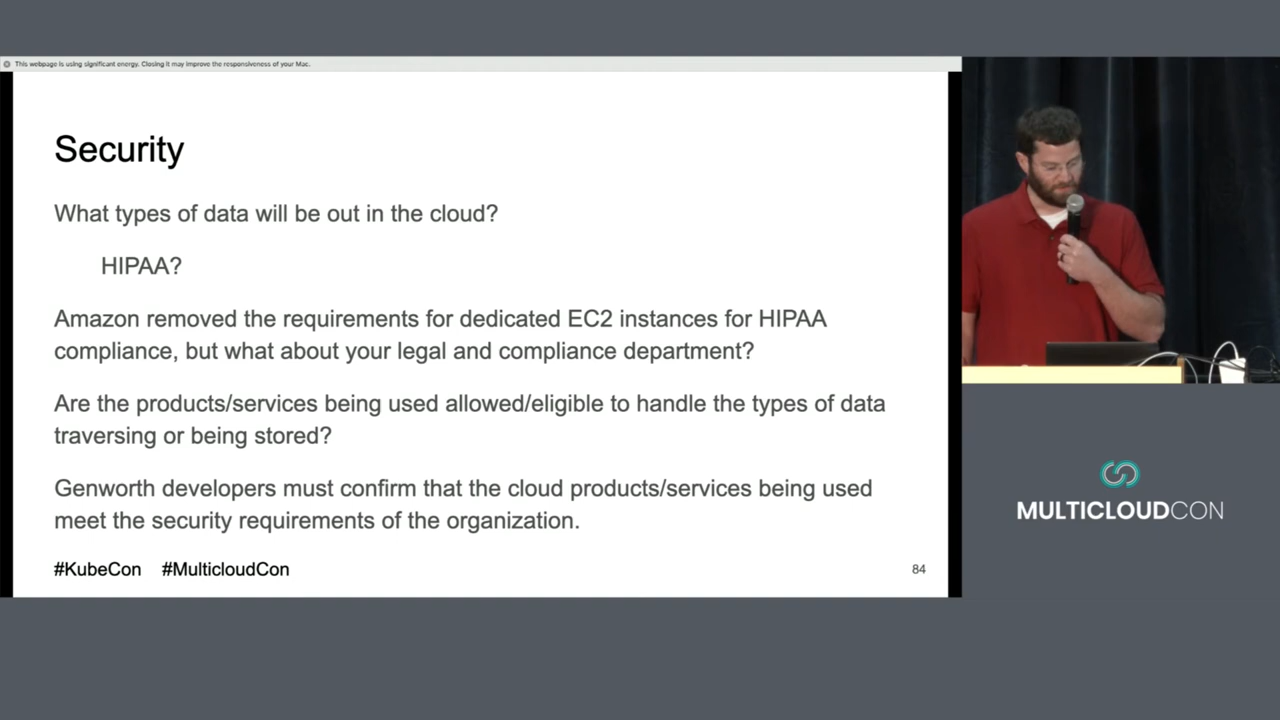 This webpage is using significant energy. Closing it may improve the responsiveness of your Mac.
Security
What types of data will be out in the cloud?
HIPAA?
Amazon removed the requirements for dedicated EC2 instances for HIPAA
compliance, but what about your legal and compliance department?
Are the products/services being used allowed/eligible to handle the types of data
traversing or being stored?
Genworth developers must confirm that the cloud products/services being used
meet the security requirements of the organization.
#KubeCon #MulticloudCon
84
MULTICLOUDCON